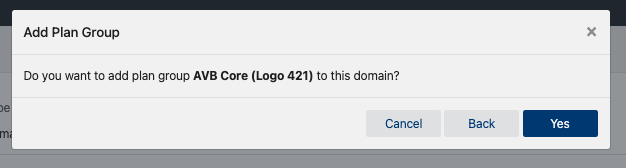 Add Plan Group ×
Do you want to add plan group AVB Core (Logo 421) to this domain?
Cancel Back Yes